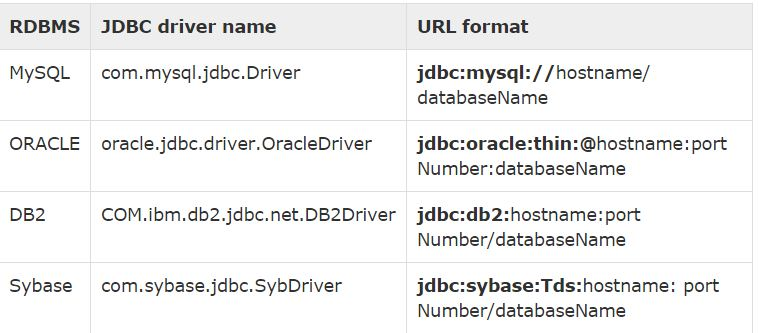 RDBMS JDBC driver name URL format
MySQL com.mysql.jdbc.Driver jdbc:mysql://hostname/
databaseName
ORACLE oracle.jdbc.driver.OracleDriver jdbc:oracle:thin:@hostname:port
Number:databaseName
DB2 COM.ibm.db2.jdbc.net.DB2Driver jdbc:db2:hostname:port
Number/databaseName
Sybase com.sybase.jdbc.SybDriver jdbc:sybase:Tds:hostname: port
Number/databaseName